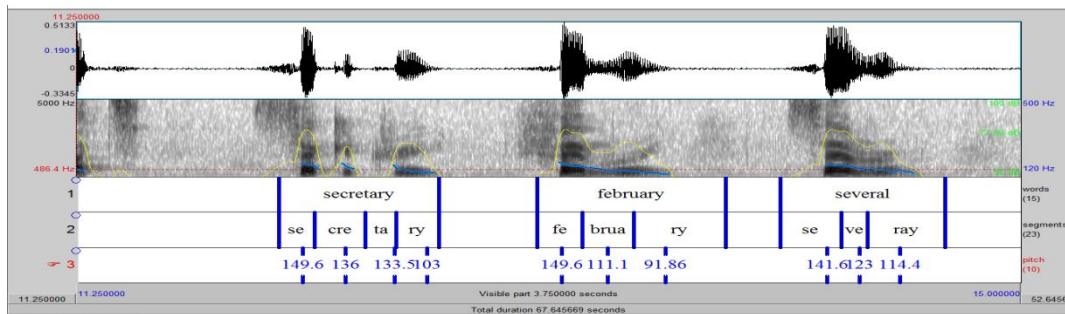 11.250000
0.5133
0.1901
0
-0.3345
5000 Hz 500 Hz
486.4 Hz 120 Hz
1 secretary february several words (15)
2 se cre ta ry fe brua ry se ve ray segments (23)
☞ 3 149.6 136 133.5 103 149.6 111.1 91.86 141.6 123 114.4 pitch (10)
11.250000 11.250000 Visible part 3.750000 seconds 15.000000 52.6456
Total duration 67.645669 seconds